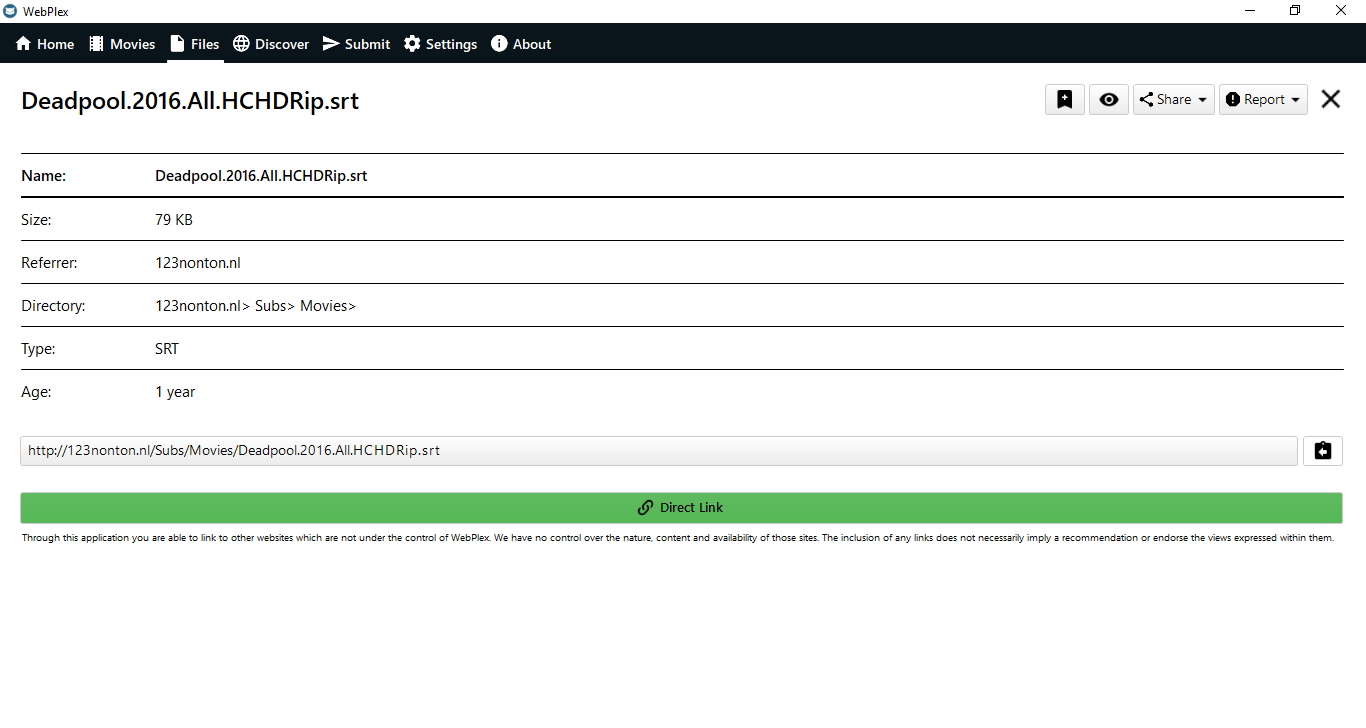 WebPlex
Home Movies Files Discover Submit Settings About
Deadpool.2016.All.HCHDRip.srt
Share Report
Name: Deadpool.2016.All.HCHDRip.srt
Size: 79 KB
Referrer: 123nonton.nl
Directory: 123nonton.nl> Subs> Movies>
Type: SRT
Age: 1 year
http://123nonton.nl/Subs/Movies/Deadpool.2016.All.HCHDRip.srt
Direct Link
Through this application you are able to link to other websites which are not under the control of WebPlex. We have no control over the nature, content and availability of those sites. The inclusion of any links does not necessarily imply a recommendation or endorse the views expressed within them.